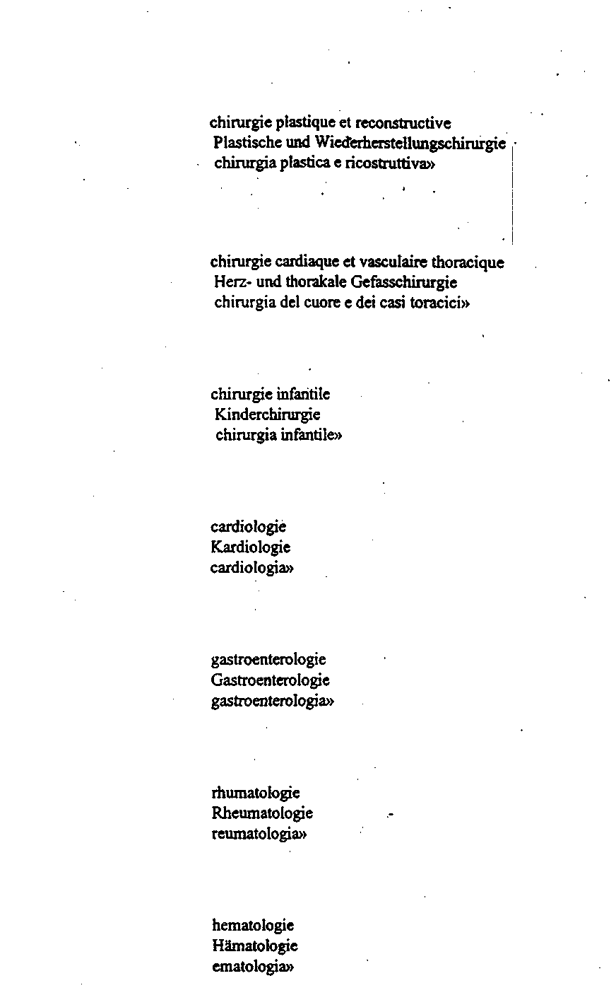 chirurgie plastique et reconstructive
Plastische und Wiederherstellungschirurgie
chirurgia plastica e ricostruttiva»
chirurgie cardiaque et vasculaire thoracique
Herz- und thorakale Gefasschirurgie
chirurgia del cuore e dei casi toracici»
chirurgie infantile
Kinderchirurgie
chirurgia infantile»
cardiologie
Kardiologie
cardiologia»
gastroenterologie
Gastroenterologie
gastroenterologia»
rhumatologie
Rheumatologie
reumatologia»
hematologie
Hämatologie
ematologia»